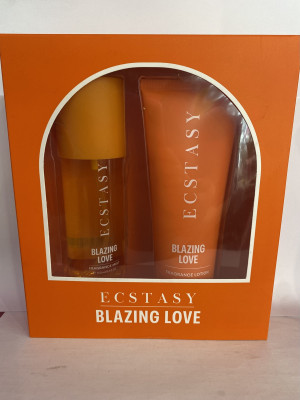 ECSTASY
BLAZING
LOVE
ECSTASY
BLAZING
LOVE
FRAGRANCE LOTION
ECSTASY
BLAZING LOVE